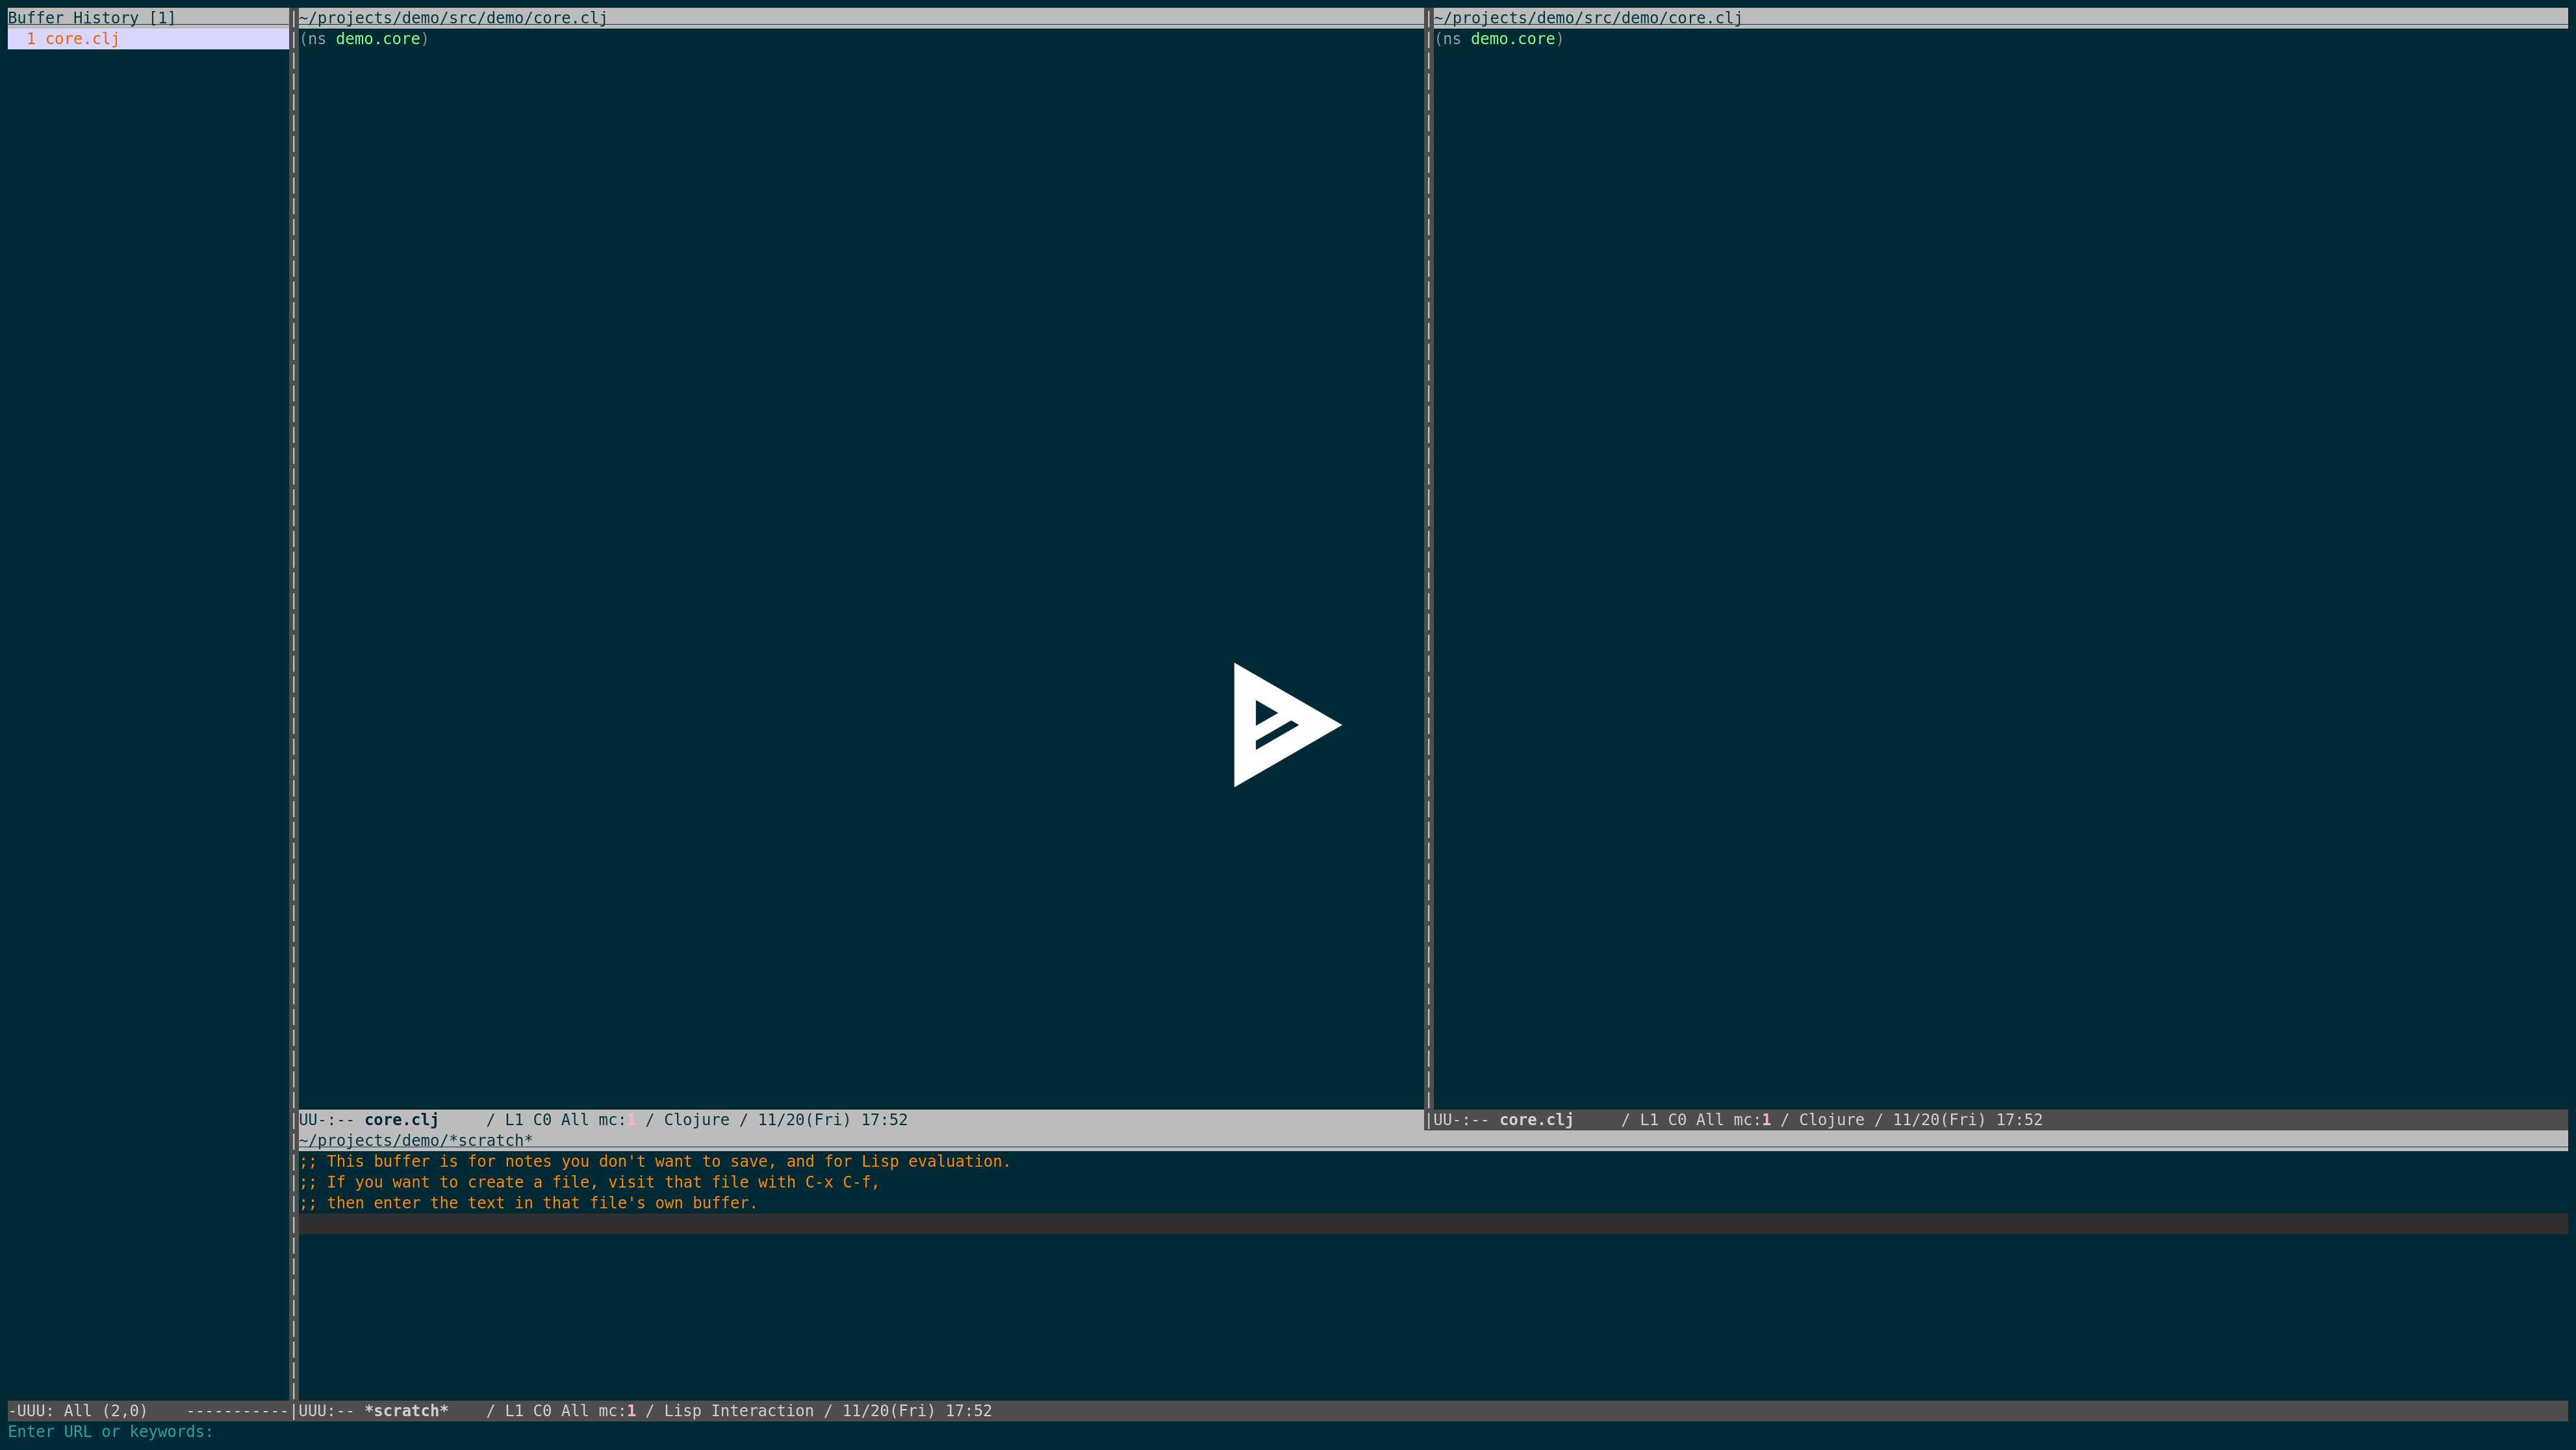 Buffer History [1]
1 core.clj
~/projects/demo/src/demo/core.clj
(ns demo.core)
~/projects/demo/src/demo/core.clj
(ns demo.core)
UU-:-- core.clj / L1 C0 All mc:1 / Clojure / 11/20(Fri) 17:52
|UU-:-- core.clj / L1 C0 All mc:1 / Clojure / 11/20(Fri) 17:52
~/projects/demo/*scratch*
;; This buffer is for notes you don't want to save, and for Lisp evaluation.
;; If you want to create a file, visit that file with C-x C-f,
;; then enter the text in that file's own buffer.
-UUU: All (2,0) -----------|UUU:-- *scratch* / L1 C0 All mc:1 / Lisp Interaction / 11/20(Fri) 17:52
Enter URL or keywords: